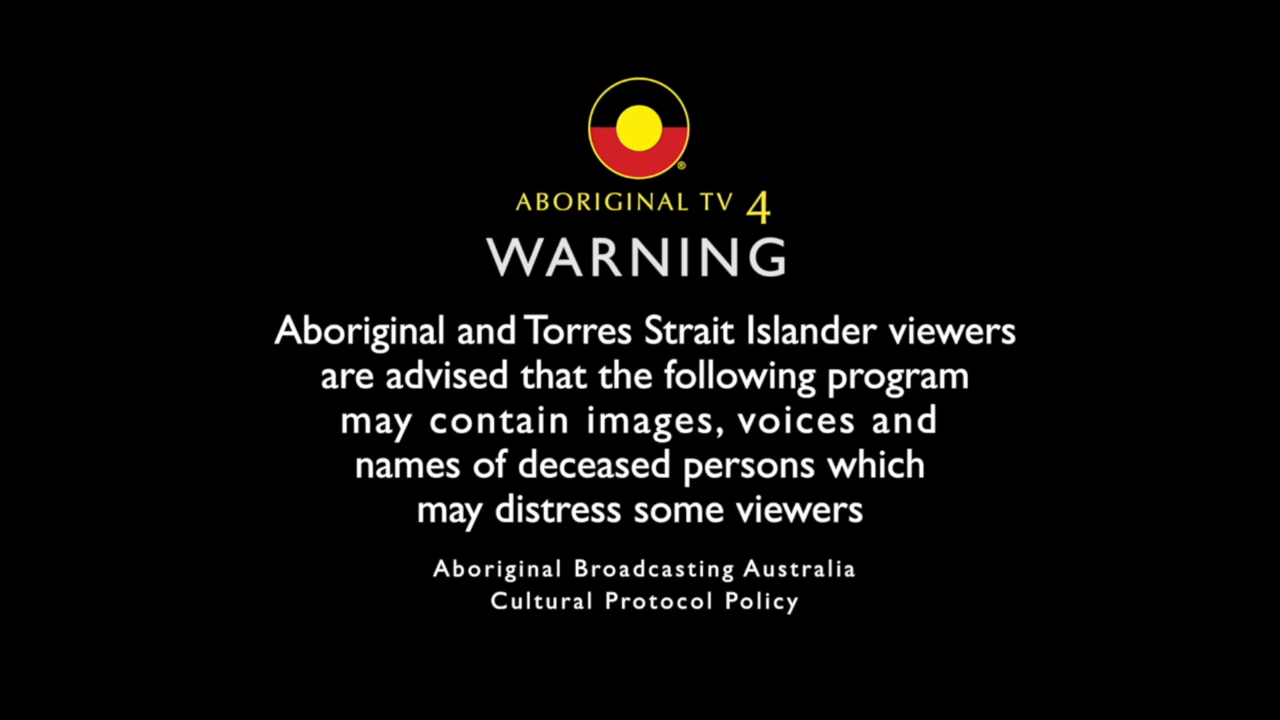 ®
ABORIGINAL TV 4
WARNING
Aboriginal and Torres Strait Islander viewers
are advised that the following program
may contain images, voices and
names of deceased persons which
may distress some viewers
Aboriginal Broadcasting Australia
Cultural Protocol Policy